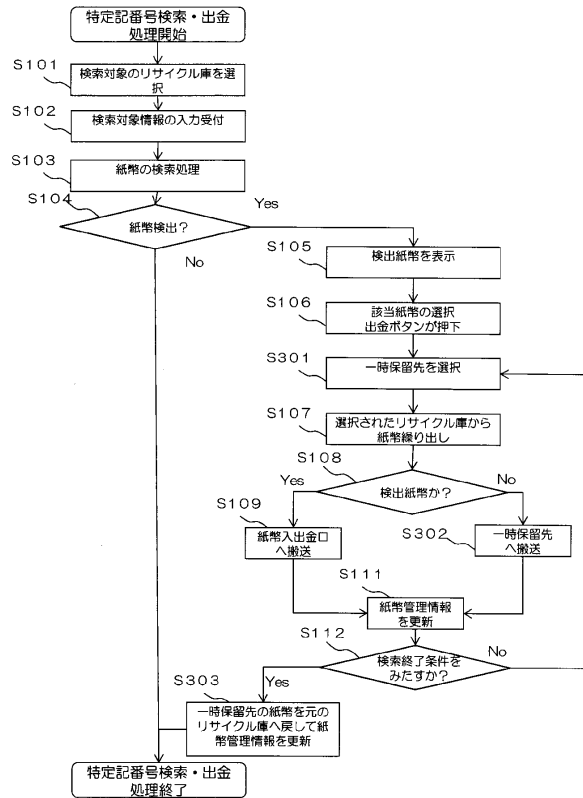 特定記番号検索・出金
処理開始
S101
検索対象のリサイクル庫を選
択
S102
検索対象情報の入力受付
S103
紙幣の検索処理
S104
紙幣検出?
Yes
No
S105
検出紙幣を表示
S106
該当紙幣の選択
出金ボタンが押下
S301
一時保留先を選択
S107
選択されたリサイクル庫から
紙幣繰り出し
S108
検出紙幣か?
Yes
No
S109
紙幣入出金口
へ搬送
S302
一時保留先
へ搬送
S111
紙幣管理情報
を更新
S112
検索終了条件を
みたすか?
No
Yes
S303
一時保留先の紙幣を元の
リサイクル庫へ戻して紙
幣管理情報を更新
特定記番号検索・出金
処理終了